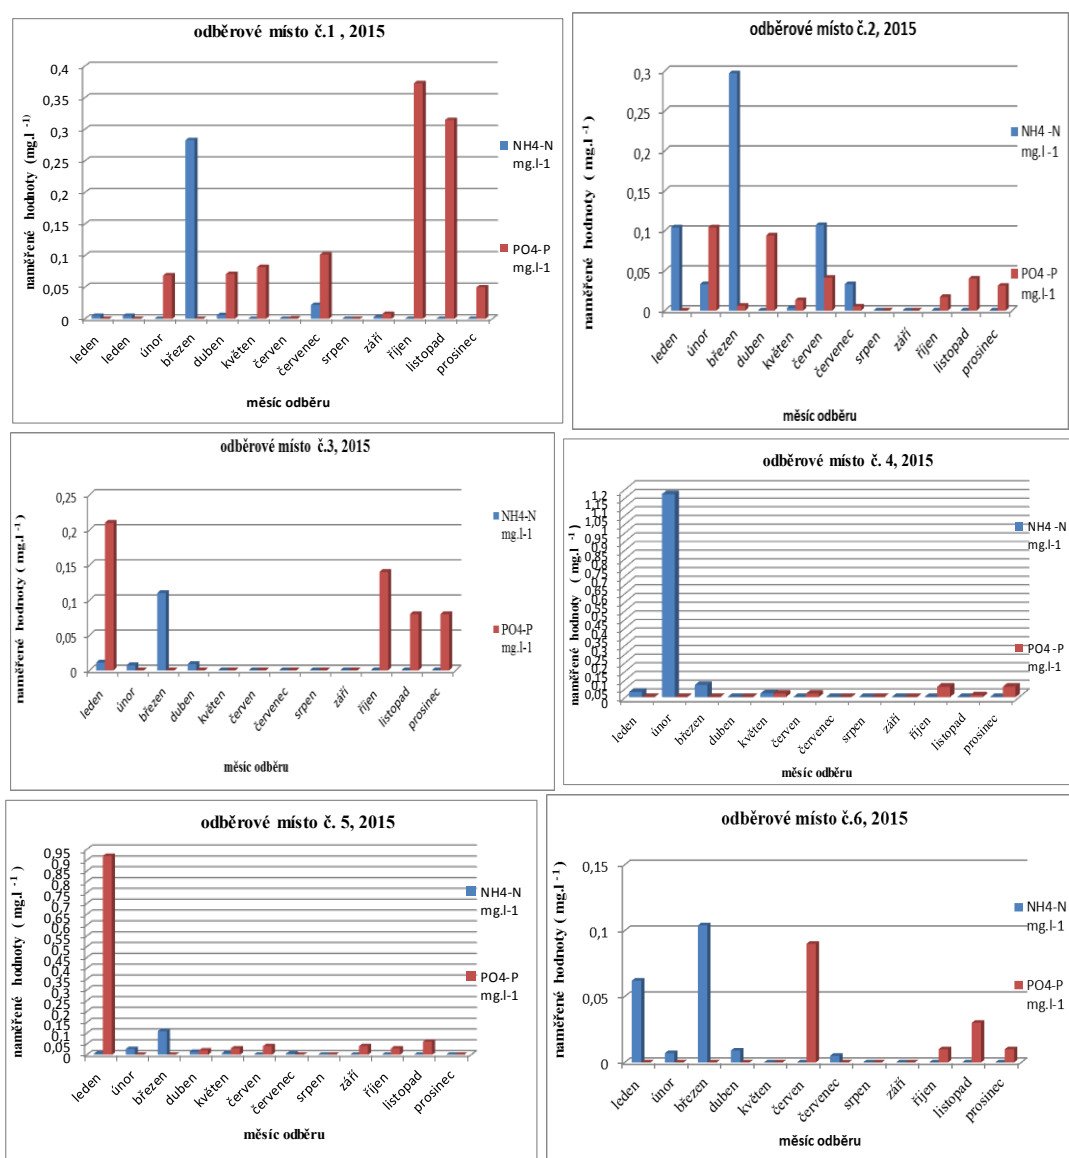 odběrové místo č.1 , 2015
naměřené hodnoty (mg.l⁻¹)
0,4
0,35
0,3
0,25
0,2
0,15
0,1
0,05
0
leden
leden
únor
březen
duben
květen
červen
červenec
srpen
září
říjen
listopad
prosinec
měsíc odběru
NH4-N
mg.l-1
PO4-P
mg.l-1
odběrové místo č.2, 2015
naměřené hodnoty ( mg.l ⁻¹)
0,3
0,25
0,2
0,15
0,1
0,05
0
leden
únor
březen
duben
květen
červen
červenec
srpen
září
říjen
listopad
prosinec
měsíc odběru
NH4 -N
mg.l -1
PO4-P
mg.l -1
odběrové místo č.3, 2015
naměřené hodnoty ( mg.l ⁻¹)
0,25
0,2
0,15
0,1
0,05
0
leden
únor
březen
duben
květen
červen
červenec
srpen
září
říjen
listopad
prosinec
měsíc odběru
NH4-N
mg.l-1
PO4-P
mg.l-1
odběrové místo č. 4, 2015
naměřené hodnoty ( mg.l ⁻¹)
1,2
1,15
1,1
1,05
1
0,95
0,9
0,85
0,8
0,75
0,7
0,65
0,6
0,55
0,5
0,45
0,4
0,35
0,3
0,25
0,2
0,15
0,1
0,05
0
leden
únor
březen
duben
květen
červen
červenec
srpen
září
říjen
listopad
prosinec
měsíc odběru
NH4 -N
mg.l-1
PO4 -P
mg.l-1
odběrové místo č. 5, 2015
naměřené hodnoty ( mg.l ⁻¹)
0,95
0,9
0,85
0,8
0,75
0,7
0,65
0,6
0,55
0,5
0,45
0,4
0,35
0,3
0,25
0,2
0,15
0,1
0,05
0
leden
únor
březen
duben
květen
červen
červenec
srpen
září
říjen
listopad
prosinec
měsíc odběru
NH4-N
mg.l-1
PO4-P
mg.l-1
odběrové místo č.6, 2015
naměřené hodnoty ( mg.l ⁻¹)
0,15
0,1
0,05
0
leden
únor
březen
duben
květen
červen
červenec
srpen
září
říjen
listopad
prosinec
měsíc odběru
NH4-N
mg.l-1
PO4-P
mg.l-1